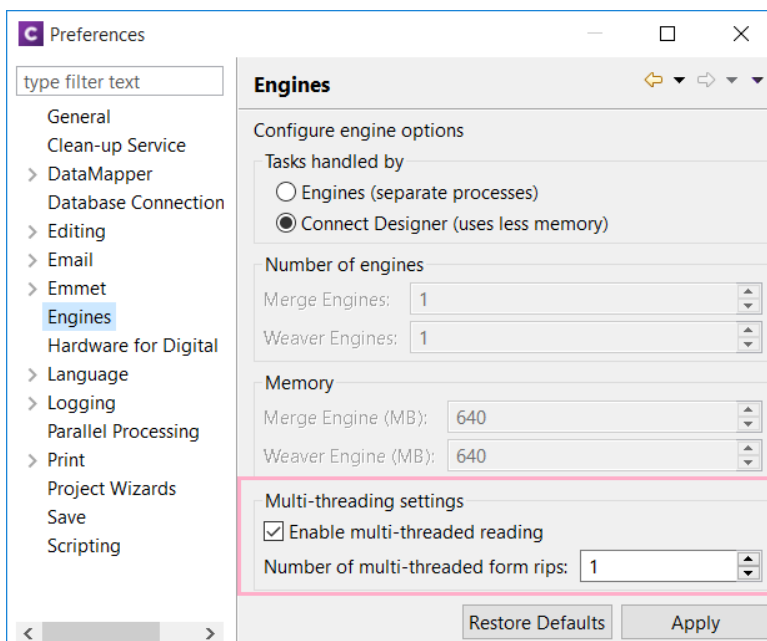 C Preferences
type filter text
General
Clean-up Service
DataMapper
Database Connection
Editing
Email
Emmet
Engines
Hardware for Digital
Language
Logging
Parallel Processing
Print
Project Wizards
Save
Scripting
Engines
Configure engine options
Tasks handled by
Engines (separate processes)
Connect Designer (uses less memory)
Number of engines
Merge Engines: 1
Weaver Engines: 1
Memory
Merge Engine (MB): 640
Weaver Engine (MB): 640
Multi-threading settings
Enable multi-threaded reading
Number of multi-threaded form rips: 1
Restore Defaults Apply